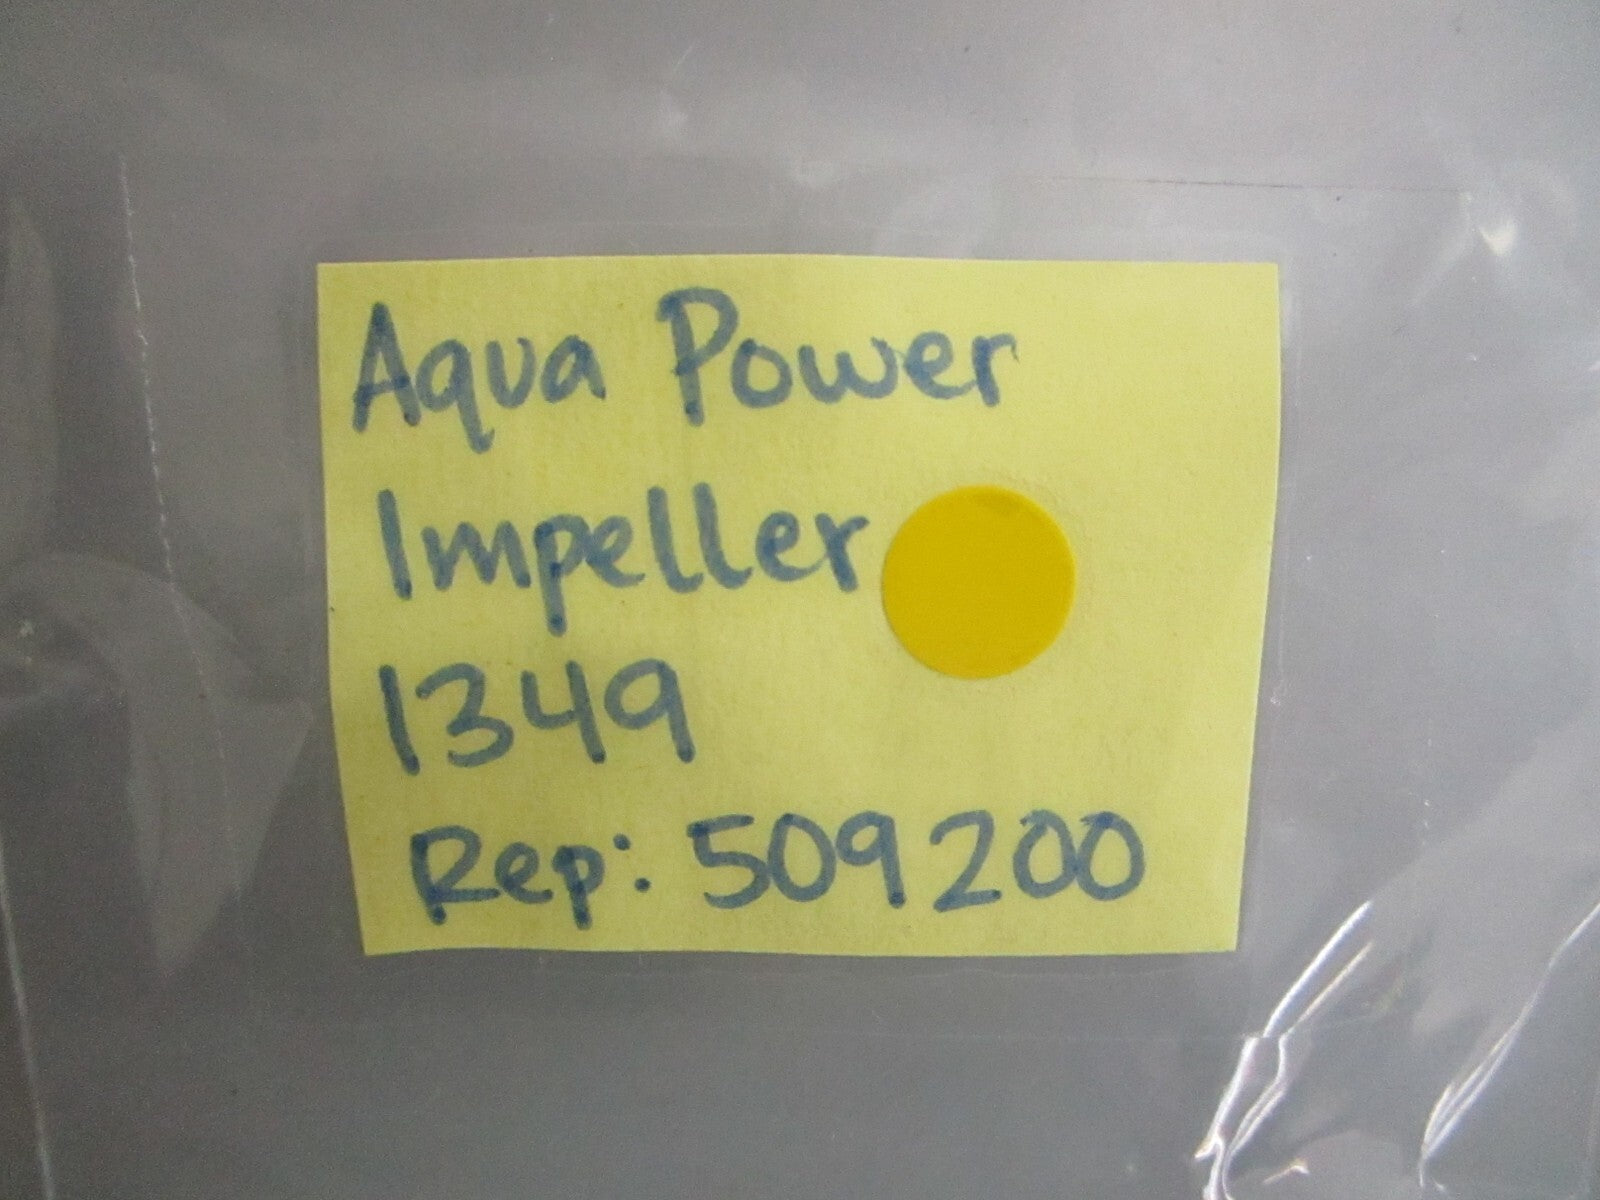 Aqua Power
Impeller
1349
Rep: 509200